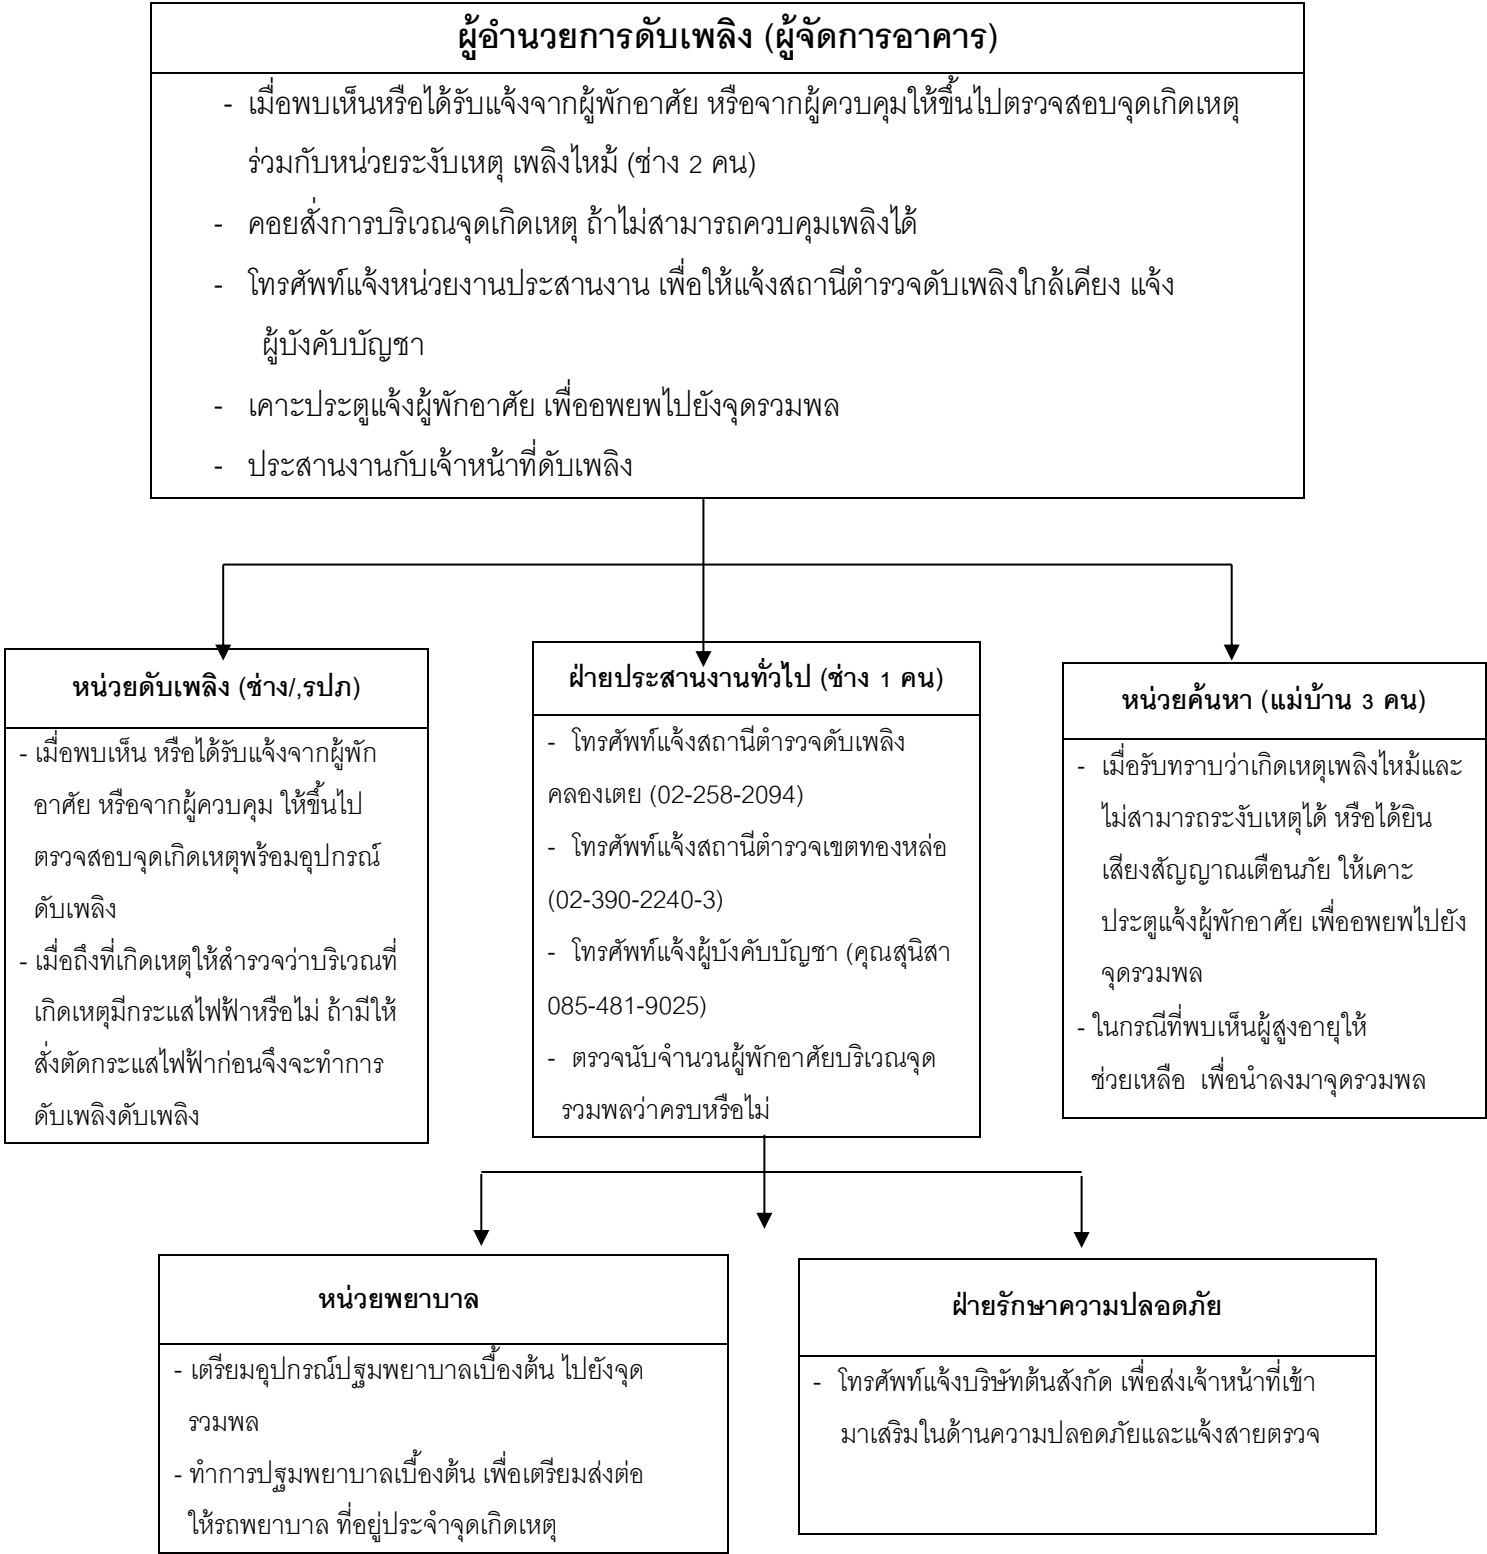 ผู้อำนวยการดับเพลิง (ผู้จัดการอาคาร)
- เมื่อพบเห็นหรือได้รับแจ้งจากผู้พักอาศัย หรือจากผู้ควบคุมให้ขึ้นไปตรวจสอบจุดเกิดเหตุ
ร่วมกับหน่วยระงับเหตุ เพลิงไหม้ (ช่าง 2 คน)
- คอยสั่งการบริเวณจุดเกิดเหตุ ถ้าไม่สามารถควบคุมเพลิงได้
- โทรศัพท์แจ้งหน่วยงานประสานงาน เพื่อให้แจ้งสถานีตำรวจดับเพลิงใกล้เคียง แจ้ง
ผู้บังคับบัญชา
- เคาะประตูแจ้งผู้พักอาศัย เพื่ออพยพไปยังจุดรวมพล
- ประสานงานกับเจ้าหน้าที่ดับเพลิง
หน่วยดับเพลิง (ช่าง/,รปภ)
- เมื่อพบเห็น หรือได้รับแจ้งจากผู้พัก
อาศัย หรือจากผู้ควบคุม ให้ขึ้นไป
ตรวจสอบจุดเกิดเหตุพร้อมอุปกรณ์
ดับเพลิง
- เมื่อถึงที่เกิดเหตุให้สำรวจว่าบริเวณที่
เกิดเหตุมีกระแสไฟฟ้าหรือไม่ ถ้ามีให้
สั่งตัดกระแสไฟฟ้าก่อนจึงจะทำการ
ดับเพลิงดับเพลิง
ฝ่ายประสานงานทั่วไป (ช่าง 1 คน)
- โทรศัพท์แจ้งสถานีตำรวจดับเพลิง
คลองเตย (02-258-2094)
- โทรศัพท์แจ้งสถานีตำรวจเขตทองหล่อ
(02-390-2240-3)
- โทรศัพท์แจ้งผู้บังคับบัญชา (คุณสุนิสา
085-481-9025)
- ตรวจนับจำนวนผู้พักอาศัยบริเวณจุด
รวมพลว่าครบหรือไม่
หน่วยค้นหา (แม่บ้าน 3 คน)
- เมื่อรับทราบว่าเกิดเหตุเพลิงไหม้และ
ไม่สามารถระงับเหตุได้ หรือได้ยิน
เสียงสัญญาณเตือนภัย ให้เคาะ
ประตูแจ้งผู้พักอาศัย เพื่ออพยพไปยัง
จุดรวมพล
- ในกรณีที่พบเห็นผู้สูงอายุให้
ช่วยเหลือ เพื่อนำลงมาจุดรวมพล
หน่วยพยาบาล
- เตรียมอุปกรณ์ปฐมพยาบาลเบื้องต้น ไปยังจุด
รวมพล
- ทำการปฐมพยาบาลเบื้องต้น เพื่อเตรียมส่งต่อ
ให้รถพยาบาล ที่อยู่ประจำจุดเกิดเหตุ
ฝ่ายรักษาความปลอดภัย
- โทรศัพท์แจ้งบริษัทต้นสังกัด เพื่อส่งเจ้าหน้าที่เข้า
มาเสริมในด้านความปลอดภัยและแจ้งสายตรวจ